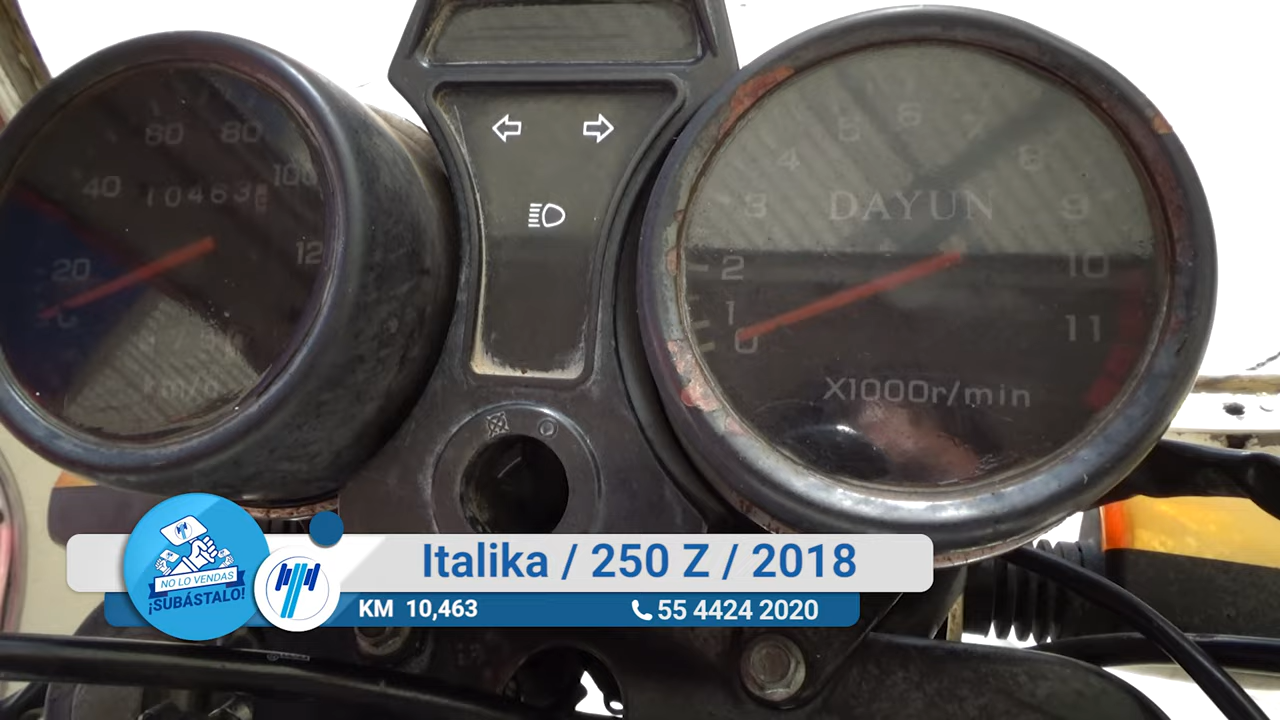 60 80
40 100
10463
20 12
km/h
5 6
4 7 8
3 DAYUN 9
2 10
1 11
0
X1000r/min
Italika / 250 Z / 2018
NO LO VENDAS
¡SUBÁSTALO!
KM 10,463 55 4424 2020